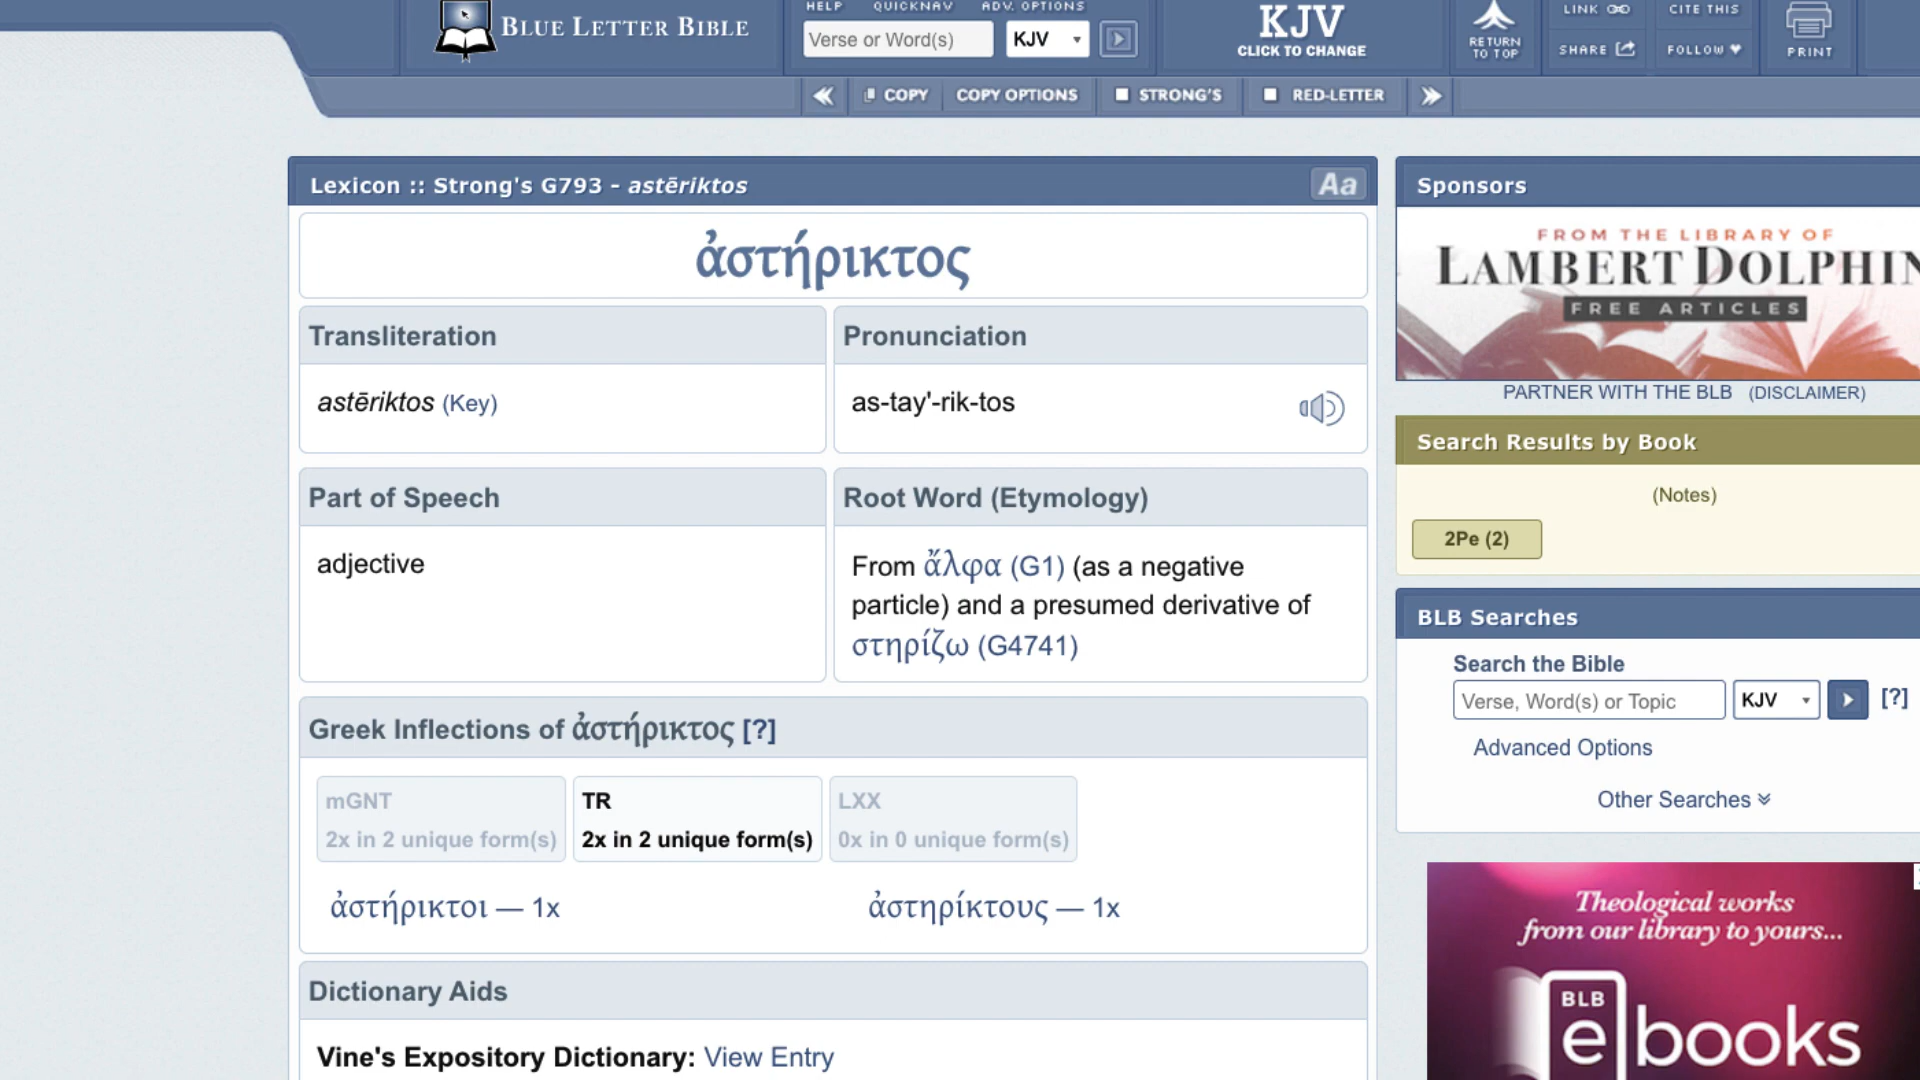 HELP QUICKNAV ADV. OPTIONS
BLUE LETTER BIBLE
Verse or Word(s) KJV
KJV
CLICK TO CHANGE
RETURN
TO TOP
LINK
SHARE
CITE THIS
FOLLOW
PRINT
COPY COPY OPTIONS STRONG'S RED-LETTER
Lexicon :: Strong's G793 - astēriktos Aa
ἀστήρικτος
Transliteration
astēriktos (Key)
Pronunciation
as-tay'-rik-tos
Part of Speech
adjective
Root Word (Etymology)
From ἄλφα (G1) (as a negative
particle) and a presumed derivative of
στηρίζω (G4741)
Greek Inflections of ἀστήρικτος [?]
mGNT
2x in 2 unique form(s)
TR
2x in 2 unique form(s)
LXX
0x in 0 unique form(s)
ἀστήρικτοι — 1x ἀστηρίκτους — 1x
Dictionary Aids
Vine's Expository Dictionary: View Entry
Sponsors
FROM THE LIBRARY OF
LAMBERT DOLPHIN
FREE ARTICLES
PARTNER WITH THE BLB (DISCLAIMER)
Search Results by Book
(Notes)
2Pe (2)
BLB Searches
Search the Bible
Verse, Word(s) or Topic KJV [?]
Advanced Options
Other Searches
Theological works
from our library to yours...
BLB
e books